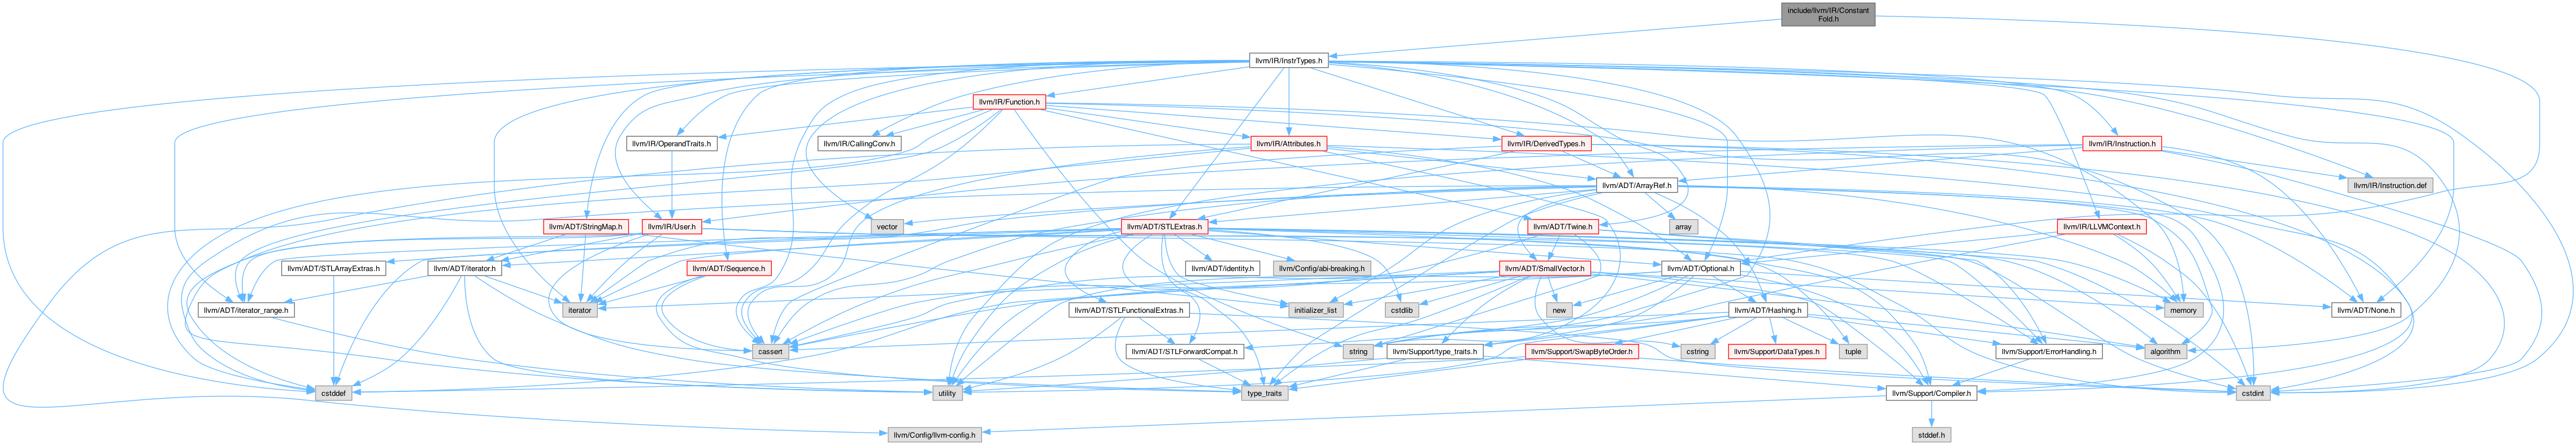 include/llvm/IR/Constant
Fold.h
llvm/IR/InstrTypes.h
llvm/IR/Function.h
llvm/IR/OperandTraits.h
llvm/IR/CallingConv.h
llvm/IR/Attributes.h
llvm/IR/DerivedTypes.h
llvm/IR/Instruction.h
llvm/ADT/ArrayRef.h
llvm/IR/Instruction.def
llvm/ADT/StringMap.h
llvm/IR/User.h
vector
llvm/ADT/STLExtras.h
llvm/ADT/Twine.h
array
llvm/IR/LLVMContext.h
llvm/ADT/STLArrayExtras.h
llvm/ADT/iterator.h
llvm/ADT/Sequence.h
llvm/ADT/identity.h
llvm/Config/abi-breaking.h
llvm/ADT/SmallVector.h
llvm/ADT/Optional.h
llvm/ADT/iterator_range.h
iterator
llvm/ADT/STLFunctionalExtras.h
initializer_list
cstdlib
new
llvm/ADT/Hashing.h
memory
llvm/ADT/None.h
cassert
llvm/ADT/STLForwardCompat.h
string
llvm/Support/type_traits.h
llvm/Support/SwapByteOrder.h
cstring
llvm/Support/DataTypes.h
tuple
llvm/Support/ErrorHandling.h
algorithm
cstddef
utility
type_traits
llvm/Support/Compiler.h
cstdint
llvm/Config/llvm-config.h
stddef.h